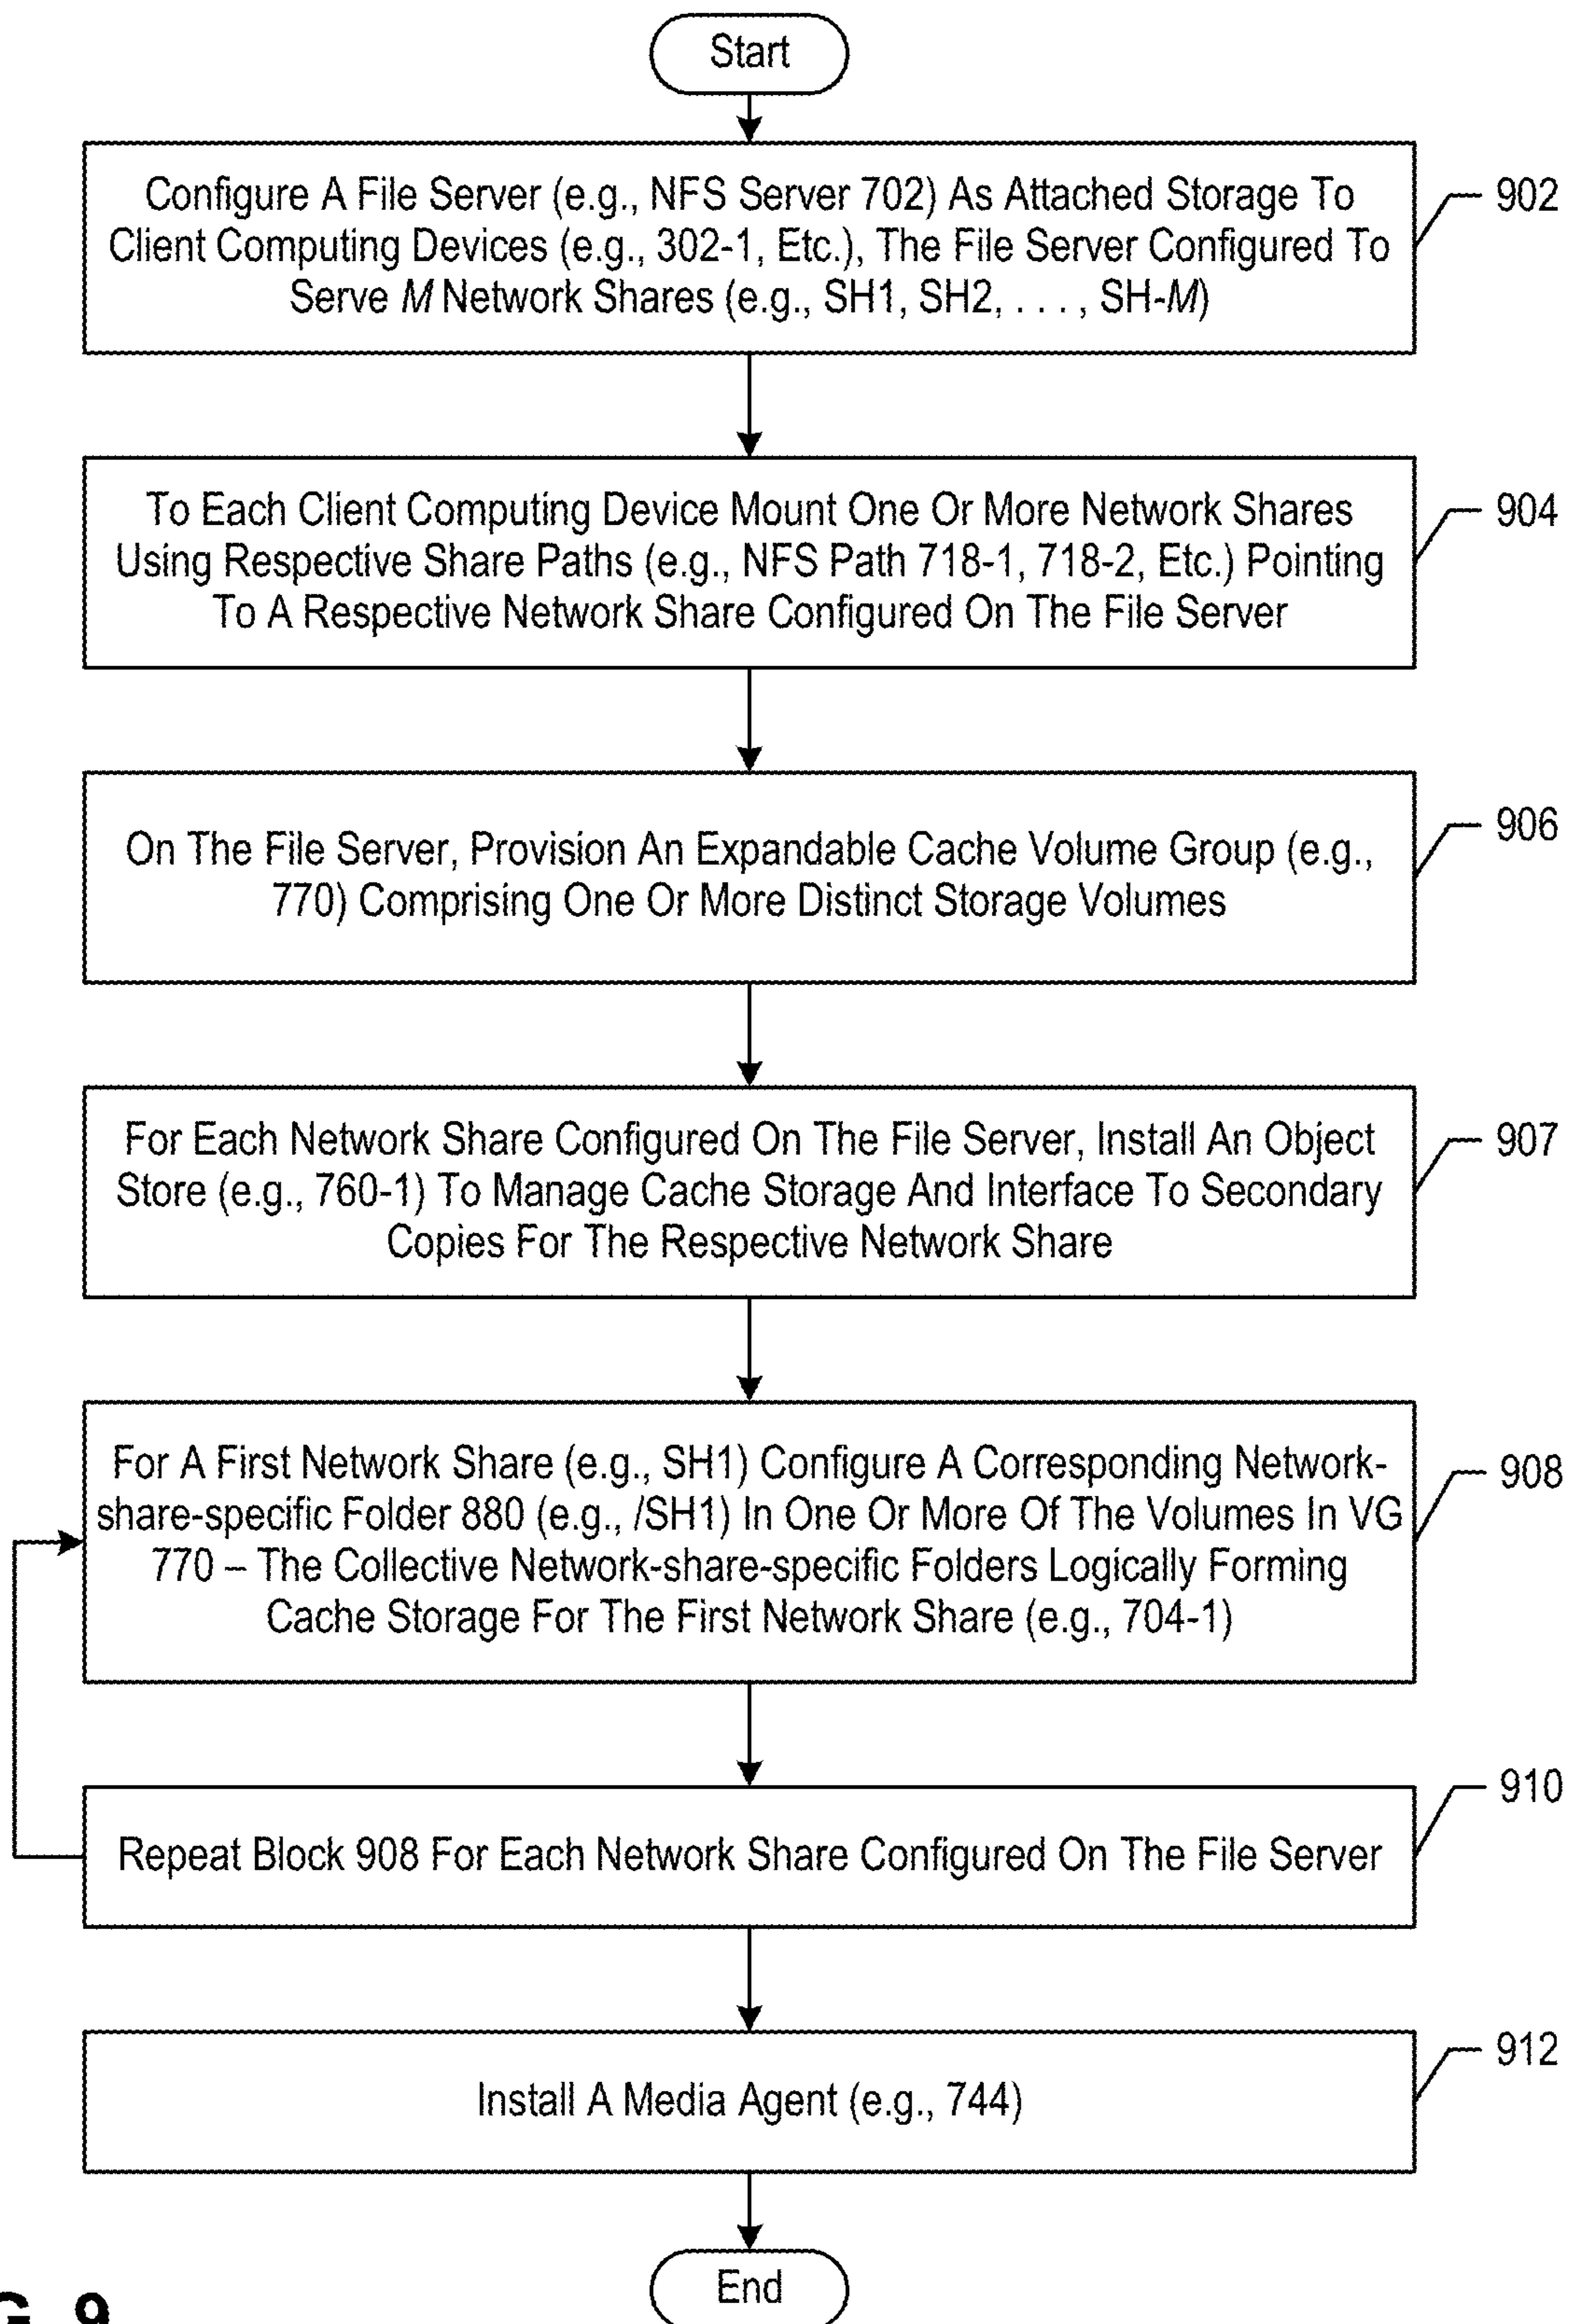 Start
Configure A File Server (e.g., NFS Server 702) As Attached Storage To
Client Computing Devices (e.g., 302-1, Etc.), The File Server Configured To
Serve M Network Shares (e.g., SH1, SH2, . . . , SH-M)
902
To Each Client Computing Device Mount One Or More Network Shares
Using Respective Share Paths (e.g., NFS Path 718-1, 718-2, Etc.) Pointing
To A Respective Network Share Configured On The File Server
904
On The File Server, Provision An Expandable Cache Volume Group (e.g.,
770) Comprising One Or More Distinct Storage Volumes
906
For Each Network Share Configured On The File Server, Install An Object
Store (e.g., 760-1) To Manage Cache Storage And Interface To Secondary
Copies For The Respective Network Share
907
For A First Network Share (e.g., SH1) Configure A Corresponding Network-
share-specific Folder 880 (e.g., /SH1) In One Or More Of The Volumes In VG
770 – The Collective Network-share-specific Folders Logically Forming
Cache Storage For The First Network Share (e.g., 704-1)
908
Repeat Block 908 For Each Network Share Configured On The File Server
910
Install A Media Agent (e.g., 744)
912
End
9